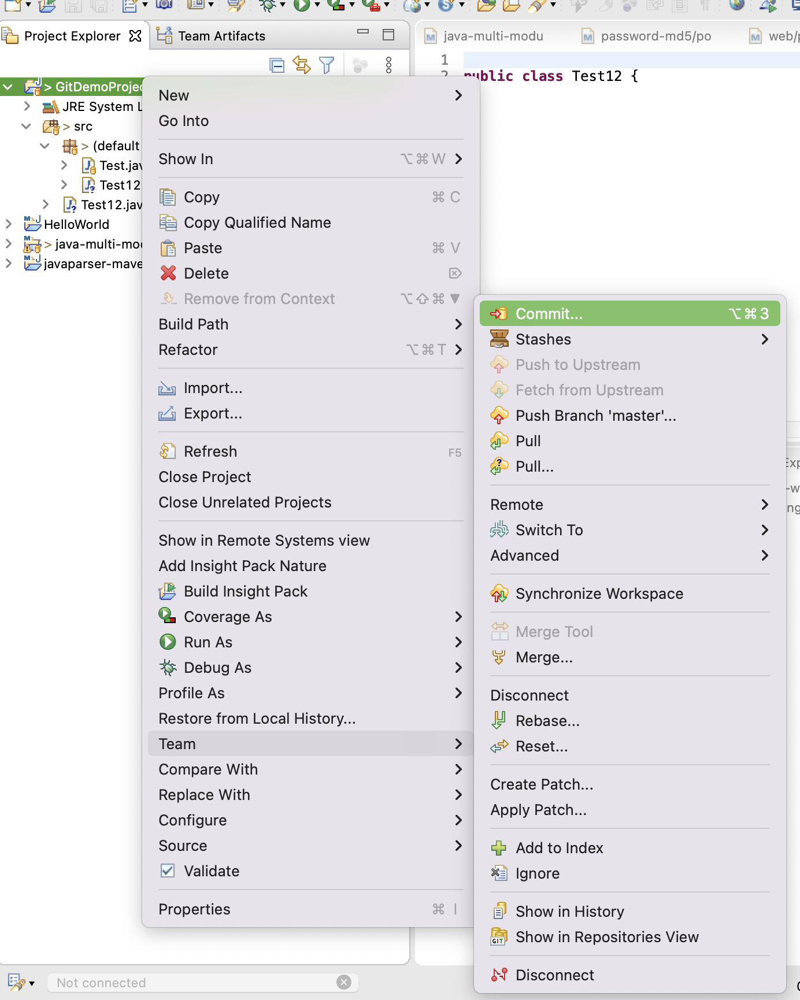 Project Explorer
Team Artifacts
java-multi-modu
password-md5/po
web/p
1
2
public class Test12 {
> GitDemoProjec
JRE System L
> src
> (default
Test.jav
Test12
Test12.jav
HelloWorld
> java-multi-mod
javaparser-mave
New
Go Into
Show In ⌥⌘W
Copy ⌘ C
Copy Qualified Name
Paste ⌘ V
Delete ⌦
Remove from Context ⌥⇧⌘▼
Build Path
Refactor ⌥⌘T
Import...
Export...
Refresh F5
Close Project
Close Unrelated Projects
Show in Remote Systems view
Add Insight Pack Nature
Build Insight Pack
Coverage As
Run As
Debug As
Profile As
Restore from Local History...
Team
Compare With
Replace With
Configure
Source
Validate
Properties ⌘ I
Commit... ⌥⌘3
Stashes
Push to Upstream
Fetch from Upstream
Push Branch 'master'...
Pull
Pull...
Remote
Switch To
Advanced
Synchronize Workspace
Merge Tool
Merge...
Disconnect
Rebase...
Reset...
Create Patch...
Apply Patch...
Add to Index
Ignore
Show in History
GIT
Show in Repositories View
Disconnect
Exp
-w
ng
Not connected